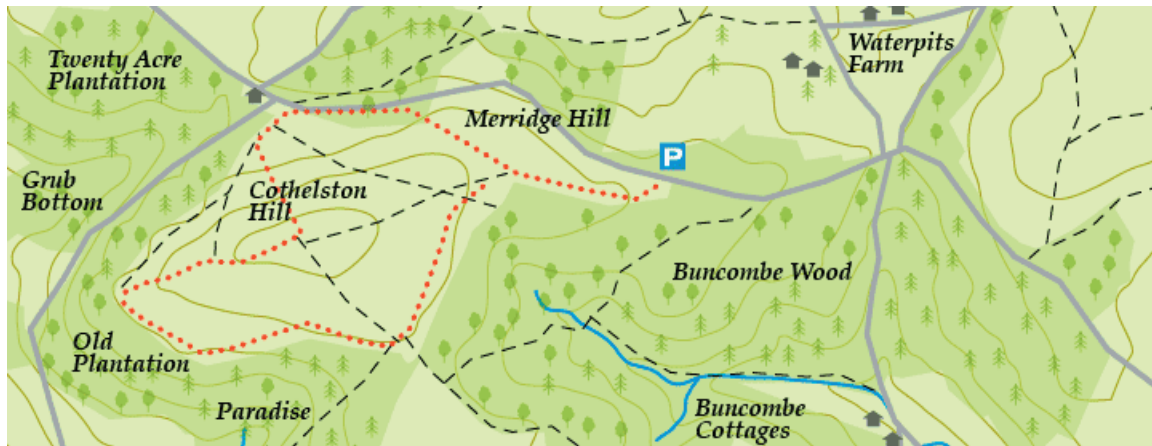 Twenty Acre
Plantation
Waterpits
Farm
Merridge Hill
P
Grub
Bottom
Cothelston
Hill
Buncombe Wood
Old
Plantation
Paradise
Buncombe
Cottages